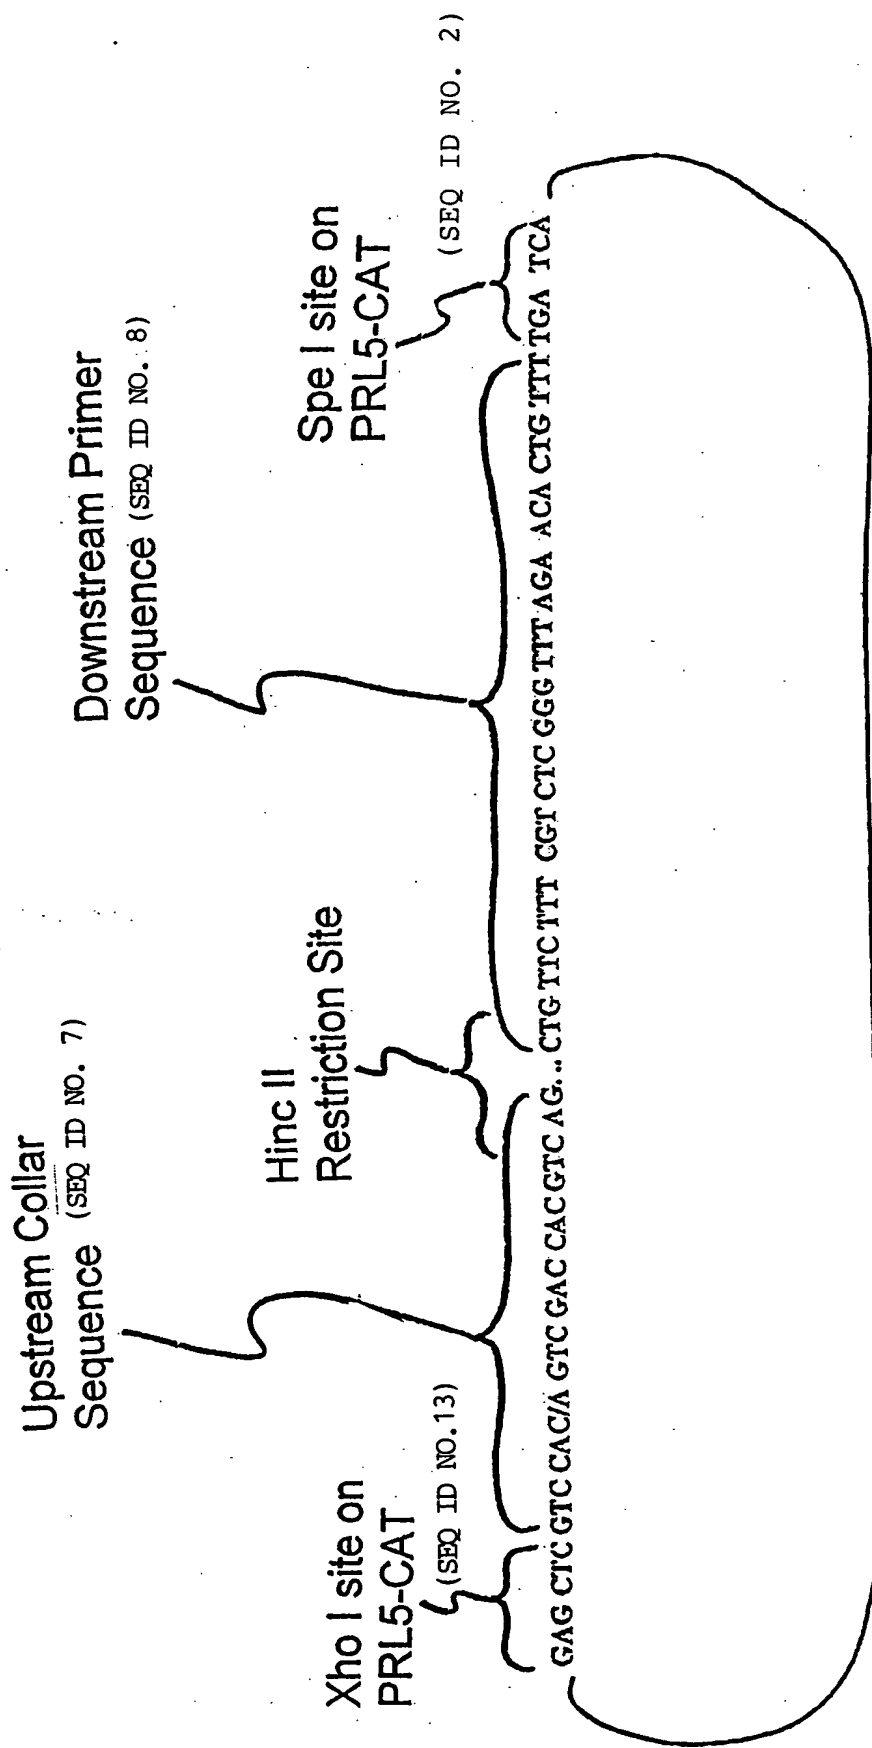 Upstream Collar
Sequence (SEQ ID NO. 7)
Downstream Primer
Sequence (SEQ ID NO. 8)
Xho I site on
PRL5-CAT
(SEQ ID NO.13)
Hinc II
Restriction Site
Spe I site on
PRL5-CAT
(SEQ ID NO. 2)
GAG CTC GTC CAC/A GTC GAC CAC GTC AG... CTG TTC TTT CGT CTC GGG TTT AGA ACA CTG TTT TGA TCA